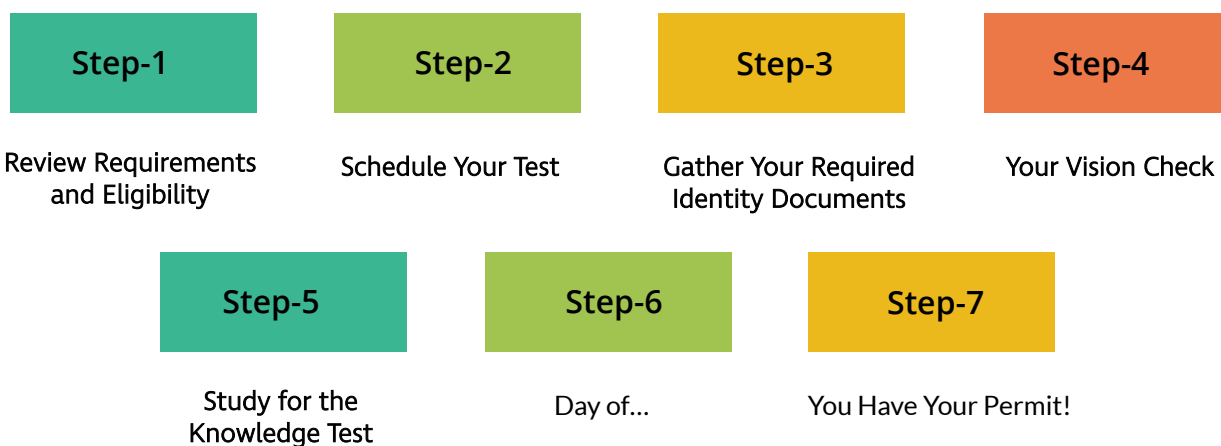 Step-1
Step-2
Step-3
Step-4
Review Requirements
and Eligibility
Schedule Your Test
Gather Your Required
Identity Documents
Your Vision Check
Step-5
Step-6
Step-7
Study for the
Knowledge Test
Day of...
You Have Your Permit!